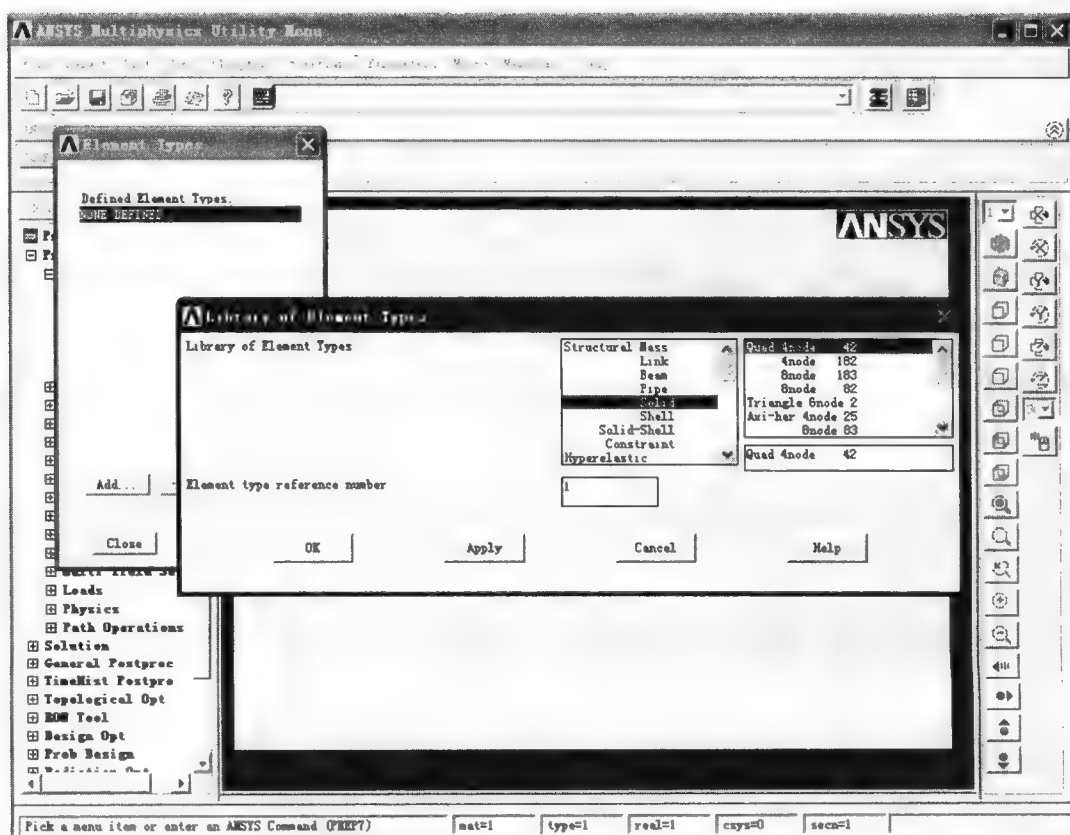 ANSYS Multiphysics Utility Menu
Element Types
Defined Element Types.
NONE DEFINED
ANSYS
Library of Element Types
Library of Element Types
Structural Mass
Link
Beam
Pipe
Solid
Shell
Solid-Shell
Constraint
Hyperelastic
Quad 4node 42
4node 182
8node 183
8node 82
Triangle 6node 2
Axi-har 4node 25
8node 83
Quad 4node 42
Element type reference number
1
Add...
Close
OK
Apply
Cancel
Help
Loads
Physics
Path Operations
Solution
General Postproc
TimeHist Postpro
Topological Opt
ROM Tool
Design Opt
Prob Design
Pick a menu item or enter an ANSYS Command (PREP7)
mat=1
type=1
real=1
csys=0
secn=1